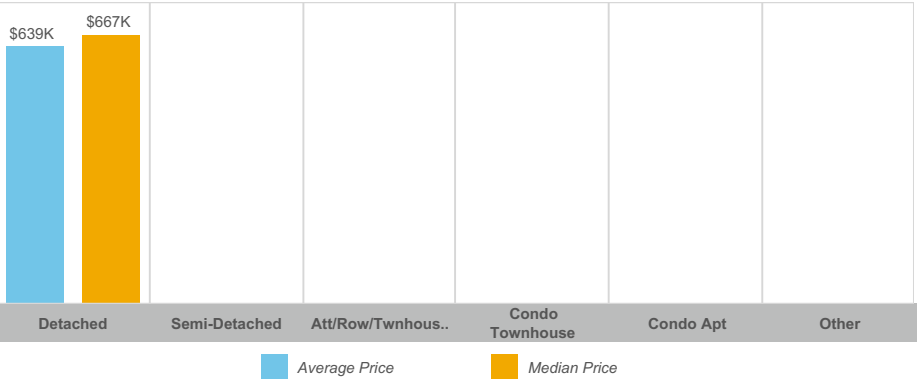 $639K
$667K
Detached
Semi-Detached
Att/Row/Twnhous..
Condo
Townhouse
Condo Apt
Other
Average Price
Median Price